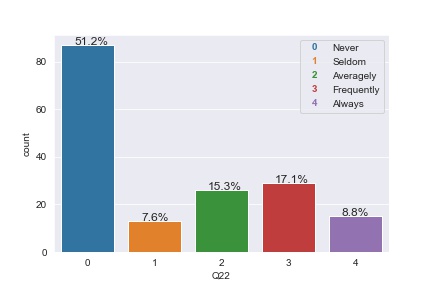 51.2%
7.6%
15.3%
17.1%
8.8%
0 Never
1 Seldom
2 Averagely
3 Frequently
4 Always
80
60
40
20
0
count
0 1 2 3 4
Q22